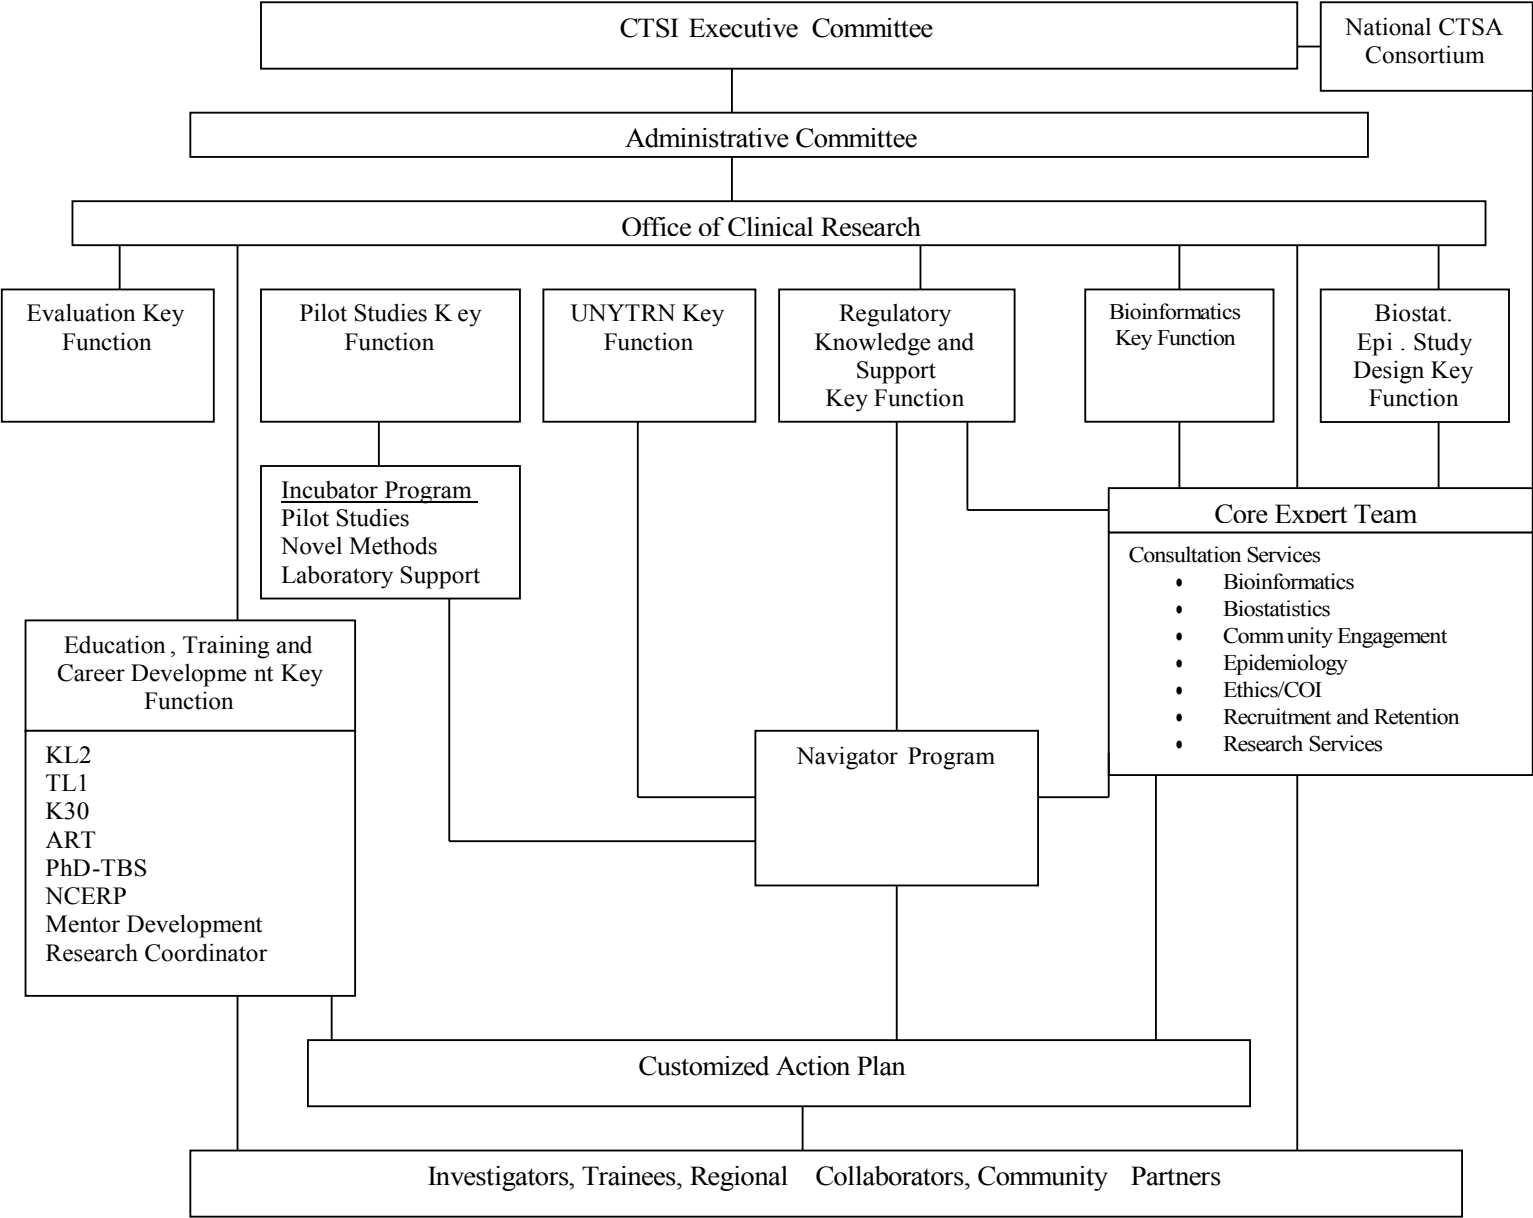 CTSI Executive Committee
National CTSA
Consortium
Administrative Committee
Office of Clinical Research
Evaluation Key
Function
Pilot Studies K ey
Function
UNYTRN Key
Function
Regulatory
Knowledge and
Support
Key Function
Bioinformatics
Key Function
Biostat.
Epi . Study
Design Key
Function
Incubator Program
Pilot Studies
Novel Methods
Laboratory Support
Core Expert Team
Consultation Services
• Bioinformatics
• Biostatistics
• Community Engagement
• Epidemiology
• Ethics/COI
• Recruitment and Retention
• Research Services
Education , Training and
Career Developme nt Key
Function
KL2
TL1
K30
ART
PhD-TBS
NCERP
Mentor Development
Research Coordinator
Navigator Program
Customized Action Plan
Investigators, Trainees, Regional Collaborators, Community Partners